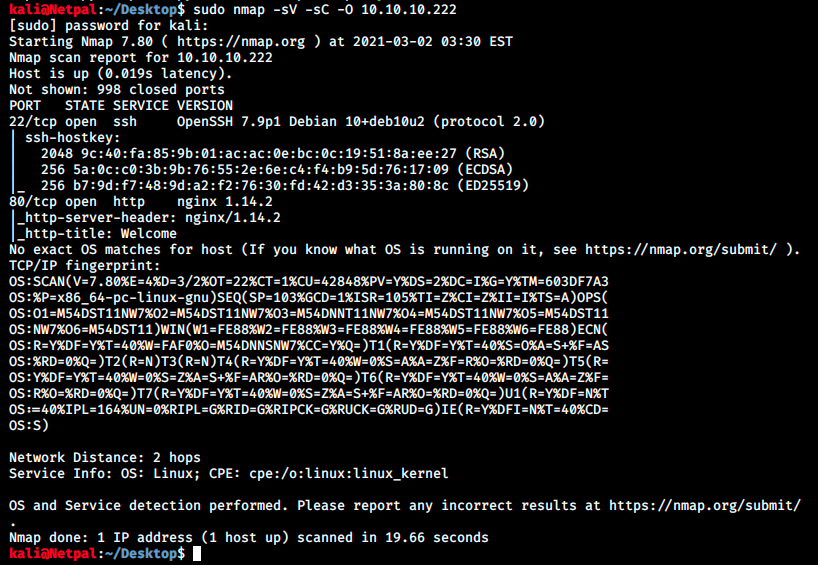 kali@Netpal:~/Desktop$ sudo nmap -sV -sC -O 10.10.10.222
[sudo] password for kali:
Starting Nmap 7.80 ( https://nmap.org ) at 2021-03-02 03:30 EST
Nmap scan report for 10.10.10.222
Host is up (0.019s latency).
Not shown: 998 closed ports
PORT   STATE SERVICE VERSION
22/tcp open  ssh     OpenSSH 7.9p1 Debian 10+deb10u2 (protocol 2.0)
| ssh-hostkey:
|   2048 9c:40:fa:85:9b:01:ac:ac:0e:bc:0c:19:51:8a:ee:27 (RSA)
|   256 5a:0c:c0:3b:9b:76:55:2e:6e:c4:f4:b9:5d:76:17:09 (ECDSA)
|_  256 b7:9d:f7:48:9d:a2:f2:76:30:fd:42:d3:35:3a:80:8c (ED25519)
80/tcp open  http    nginx 1.14.2
|_http-server-header: nginx/1.14.2
|_http-title: Welcome
No exact OS matches for host (If you know what OS is running on it, see https://nmap.org/submit/ ).
TCP/IP fingerprint:
OS:SCAN(V=7.80%E=4%D=3/2%OT=22%CT=1%CU=42848%PV=Y%DS=2%DC=I%G=Y%TM=603DF7A3
OS:%P=x86_64-pc-linux-gnu)SEQ(SP=103%GCD=1%ISR=105%TI=Z%CI=Z%II=I%TS=A)OPS(
OS:O1=M54DST11NW7%O2=M54DST11NW7%O3=M54DNNT11NW7%O4=M54DST11NW7%O5=M54DST11
OS:NW7%O6=M54DST11)WIN(W1=FE88%W2=FE88%W3=FE88%W4=FE88%W5=FE88%W6=FE88)ECN(
OS:R=Y%DF=Y%T=40%W=FAF0%O=M54DNNSNW7%CC=Y%Q=)T1(R=Y%DF=Y%T=40%S=O%A=S+%F=AS
OS:%RD=0%Q=)T2(R=N)T3(R=N)T4(R=Y%DF=Y%T=40%W=0%S=A%A=Z%F=R%O=%RD=0%Q=)T5(R=
OS:Y%DF=Y%T=40%W=0%S=Z%A=S+%F=AR%O=%RD=0%Q=)T6(R=Y%DF=Y%T=40%W=0%S=A%A=Z%F=
OS:R%O=%RD=0%Q=)T7(R=Y%DF=Y%T=40%W=0%S=Z%A=S+%F=AR%O=%RD=0%Q=)U1(R=Y%DF=N%T
OS:=40%IPL=164%UN=0%RIPL=G%RID=G%RIPCK=G%RUCK=G%RUD=G)IE(R=Y%DFI=N%T=40%CD=
OS:S)
Network Distance: 2 hops
Service Info: OS: Linux; CPE: cpe:/o:linux:linux_kernel
OS and Service detection performed. Please report any incorrect results at https://nmap.org/submit/
.
Nmap done: 1 IP address (1 host up) scanned in 19.66 seconds
kali@Netpal:~/Desktop$